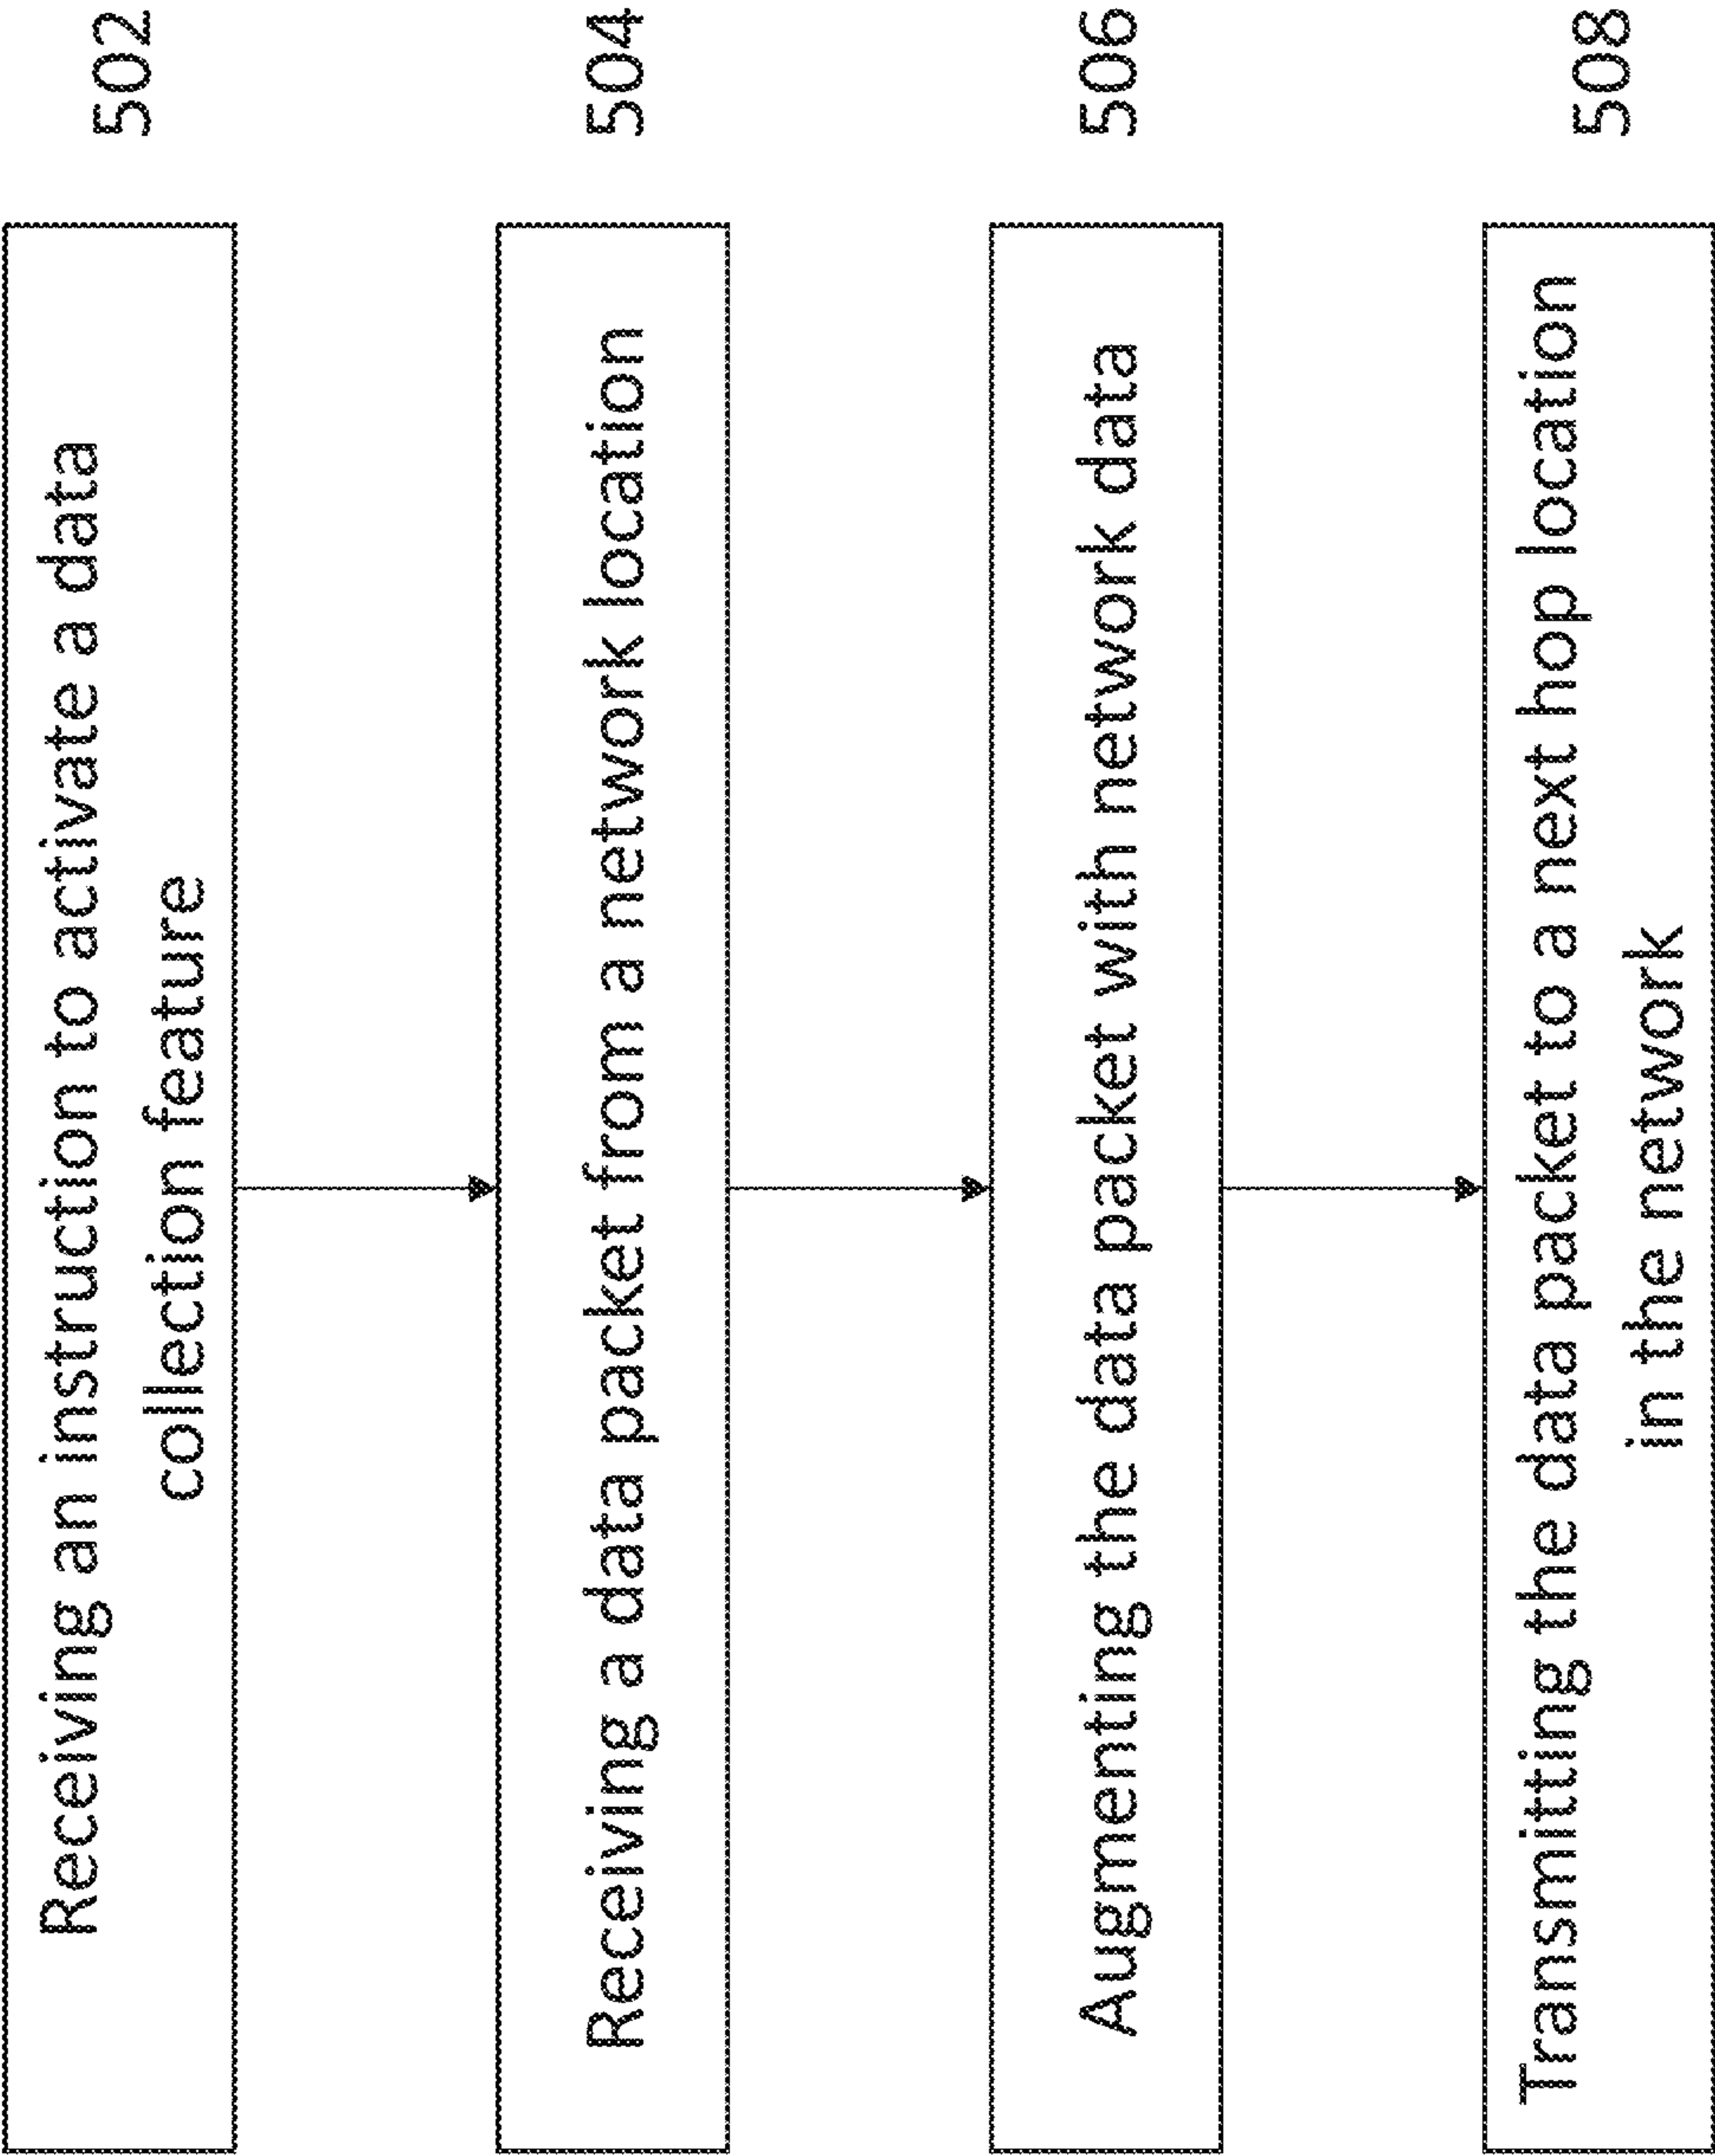 Receiving an instruction to activate a data
collection feature
502
Receiving a data packet from a network location
504
Augmenting the data packet with network data
506
Transmitting the data packet to a next hop location
in the network
508